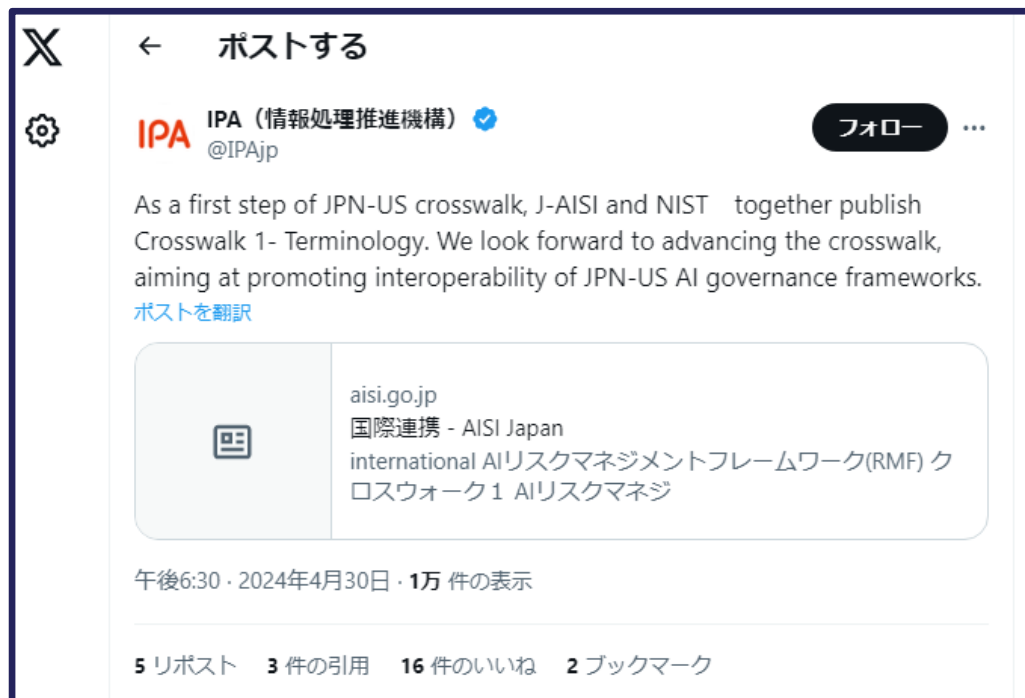 X
← ポストする
IPA
IPA（情報処理推進機構）
@IPAjp
フォロー
…
As a first step of JPN-US crosswalk, J-AISI and NIST　together publish
Crosswalk 1- Terminology. We look forward to advancing the crosswalk,
aiming at promoting interoperability of JPN-US AI governance frameworks.
ポストを翻訳
aisi.go.jp
国際連携 - AISI Japan
international AIリスクマネジメントフレームワーク(RMF) ク
ロスウォーク１ AIリスクマネジ
午後6:30 · 2024年4月30日 · 1万 件の表示
5 リポスト 3 件の引用 16 件のいいね 2 ブックマーク